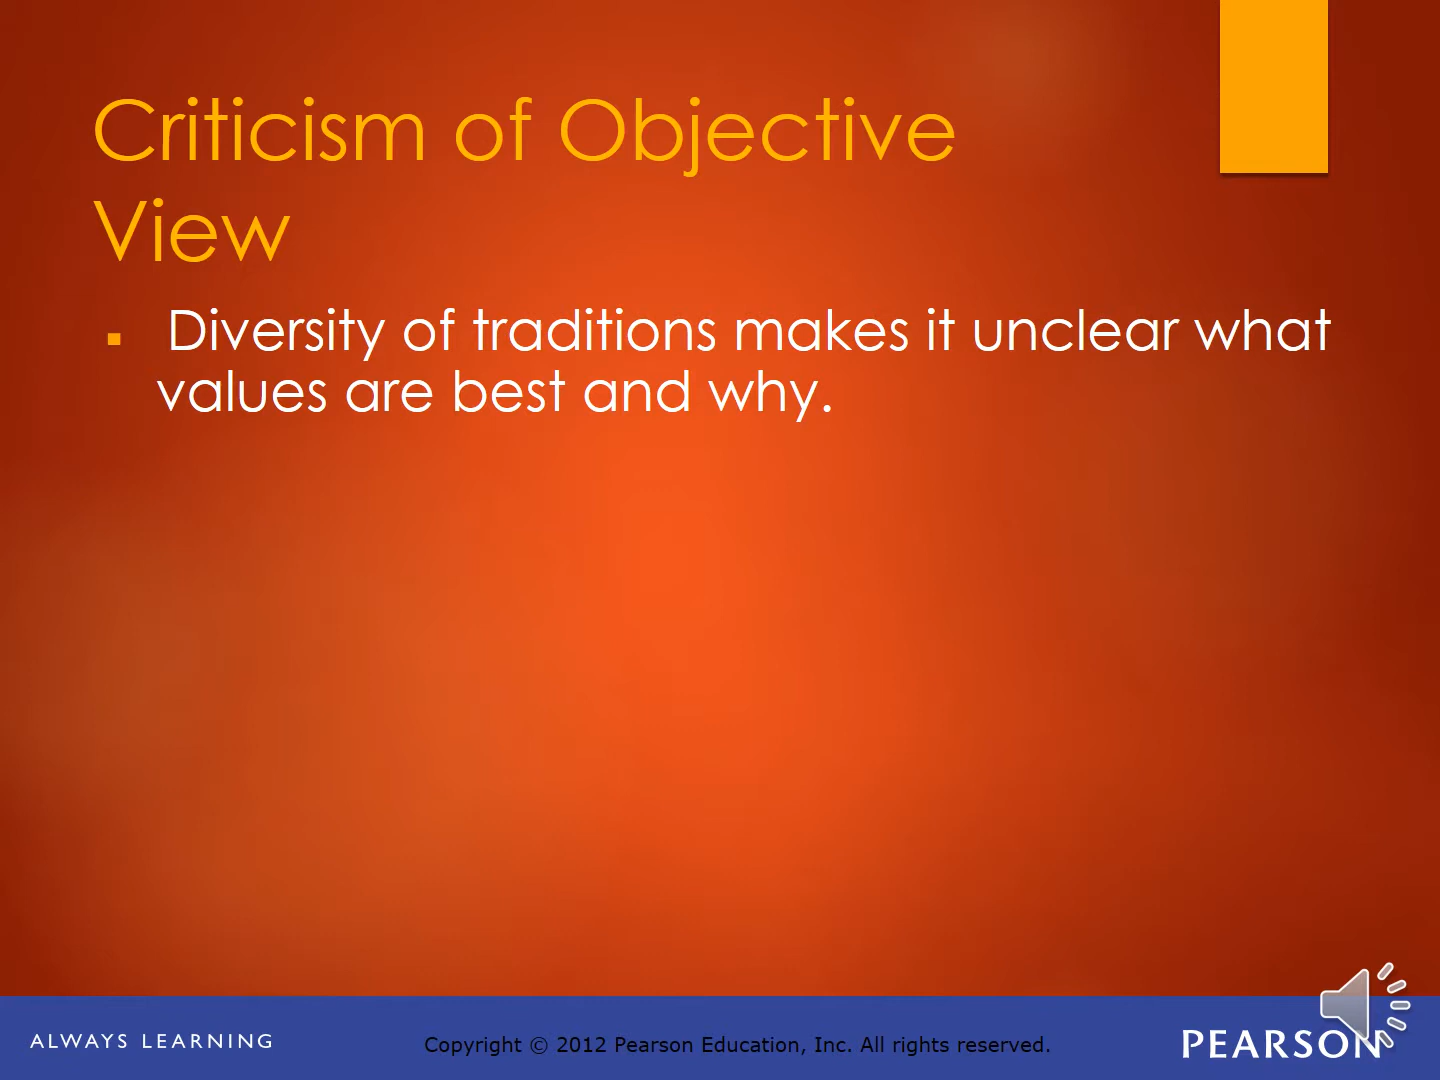 Criticism of Objective
View
▪ Diversity of traditions makes it unclear what
values are best and why.
ALWAYS LEARNING
Copyright © 2012 Pearson Education, Inc. All rights reserved.
PEARSON